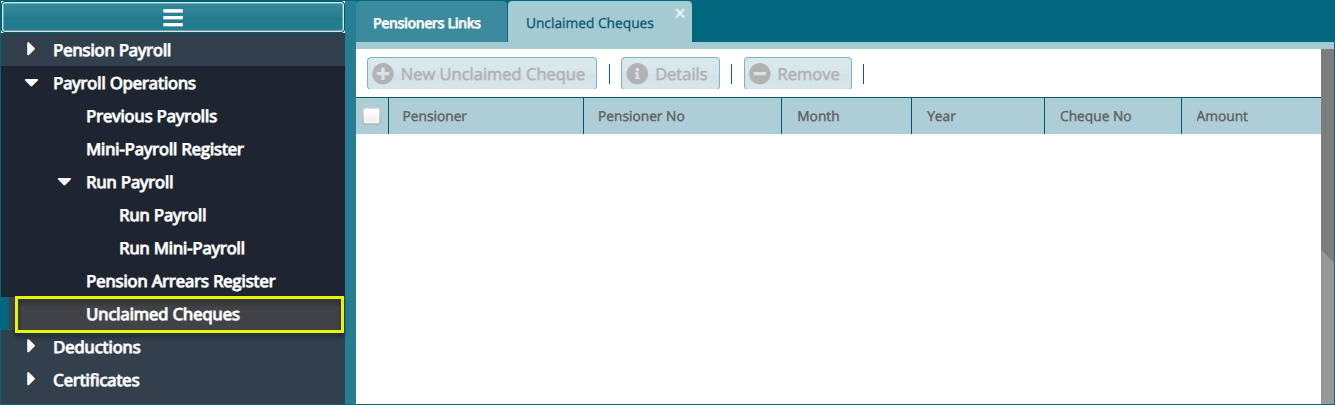 Pensioners Links
Unclaimed Cheques
Pension Payroll
Payroll Operations
Previous Payrolls
Mini-Payroll Register
Run Payroll
Run Payroll
Run Mini-Payroll
Pension Arrears Register
Unclaimed Cheques
Deductions
Certificates
New Unclaimed Cheque | Details | Remove |
Pensioner Pensioner No Month Year Cheque No Amount